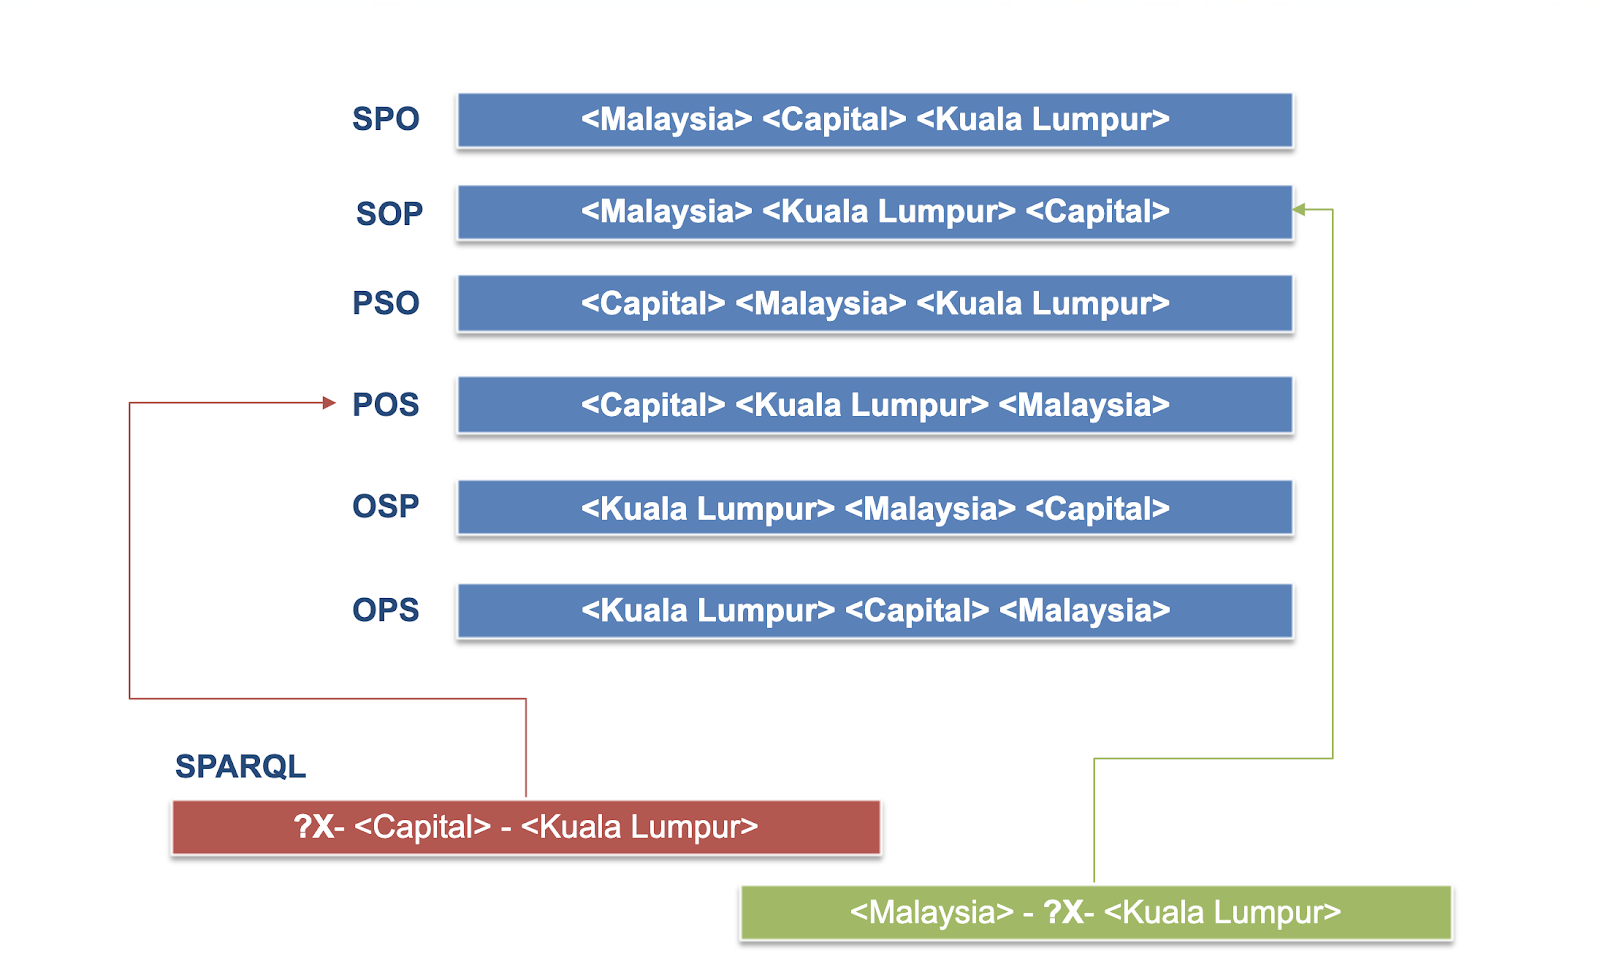 SPO <Malaysia> <Capital> <Kuala Lumpur>
SOP <Malaysia> <Kuala Lumpur> <Capital>
PSO <Capital> <Malaysia> <Kuala Lumpur>
POS <Capital> <Kuala Lumpur> <Malaysia>
OSP <Kuala Lumpur> <Malaysia> <Capital>
OPS <Kuala Lumpur> <Capital> <Malaysia>
SPARQL
?X- <Capital> - <Kuala Lumpur>
<Malaysia> - ?X- <Kuala Lumpur>